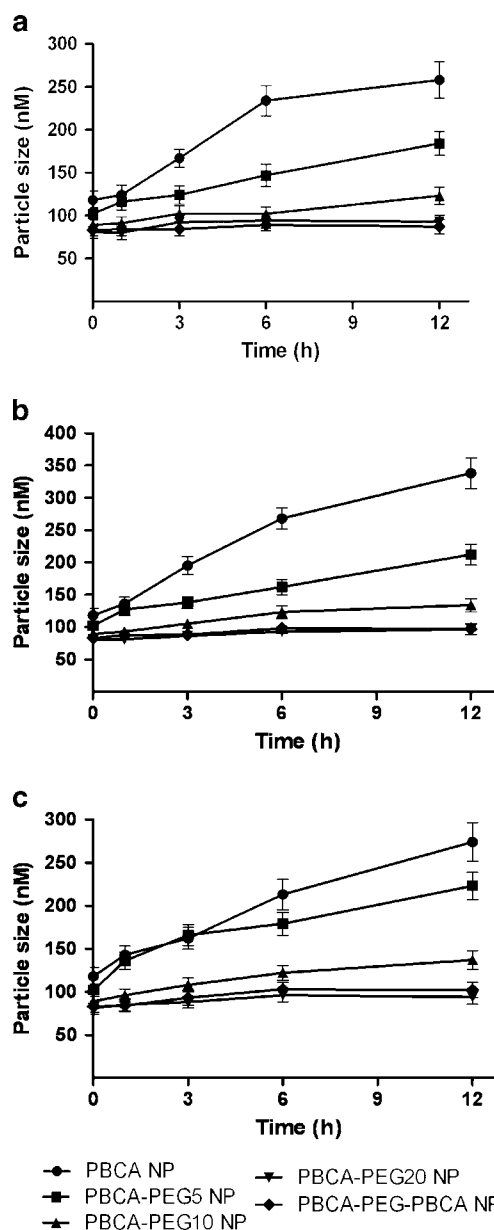 a
Particle size (nM)
300
250
200
150
100
50
0
3
6
9
12
Time (h)
b
Particle size (nM)
400
350
300
250
200
150
100
50
0
3
6
9
12
Time (h)
c
Particle size (nM)
300
250
200
150
100
50
0
3
6
9
12
Time (h)
PBCA NP
PBCA-PEG20 NP
PBCA-PEG5 NP
PBCA-PEG-PBCA NP
PBCA-PEG10 NP